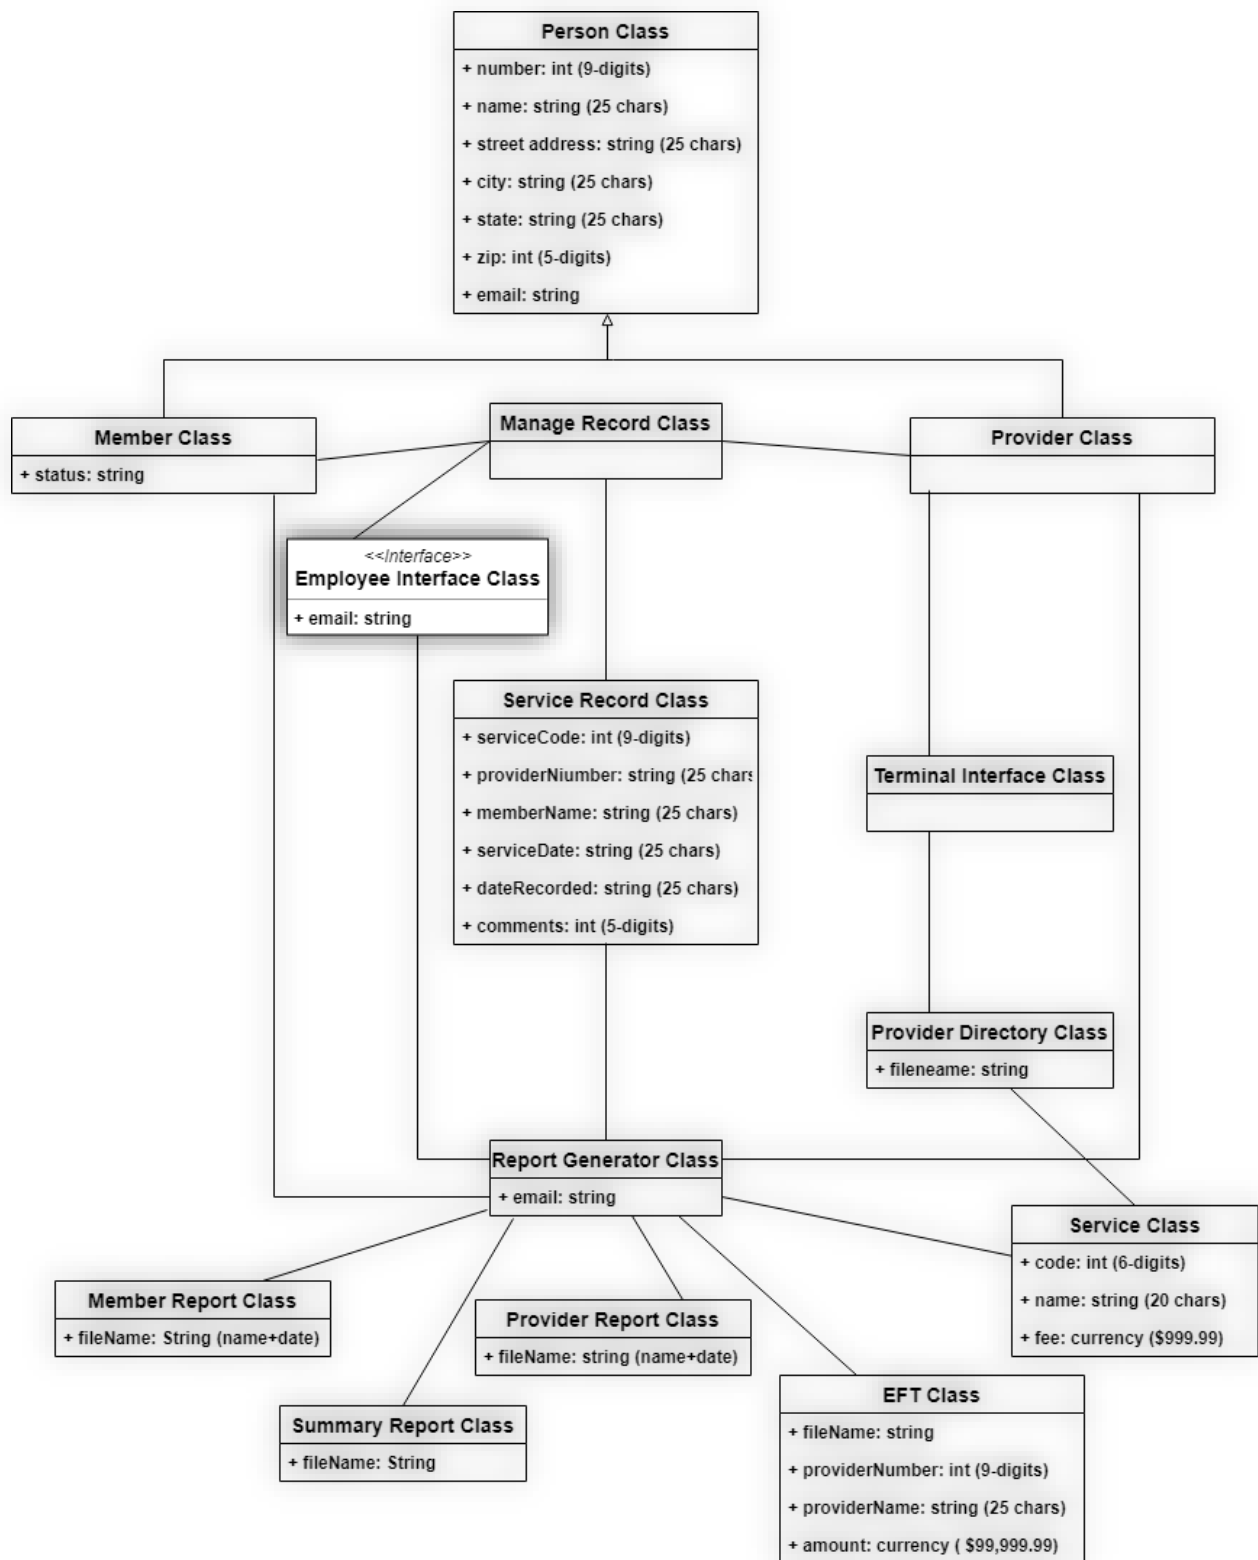 Person Class
+ number: int (9-digits)
+ name: string (25 chars)
+ street address: string (25 chars)
+ city: string (25 chars)
+ state: string (25 chars)
+ zip: int (5-digits)
+ email: string
Member Class
+ status: string
Manage Record Class
Provider Class
<<Interface>>
Employee Interface Class
+ email: string
Service Record Class
+ serviceCode: int (9-digits)
+ providerNiumber: string (25 chars
+ memberName: string (25 chars)
+ serviceDate: string (25 chars)
+ dateRecorded: string (25 chars)
+ comments: int (5-digits)
Terminal Interface Class
Provider Directory Class
+ fileneame: string
Report Generator Class
+ email: string
Service Class
+ code: int (6-digits)
+ name: string (20 chars)
+ fee: currency ($999.99)
Member Report Class
+ fileName: String (name+date)
Provider Report Class
+ fileName: string (name+date)
Summary Report Class
+ fileName: String
EFT Class
+ fileName: string
+ providerNumber: int (9-digits)
+ providerName: string (25 chars)
+ amount: currency ( $99,999.99)